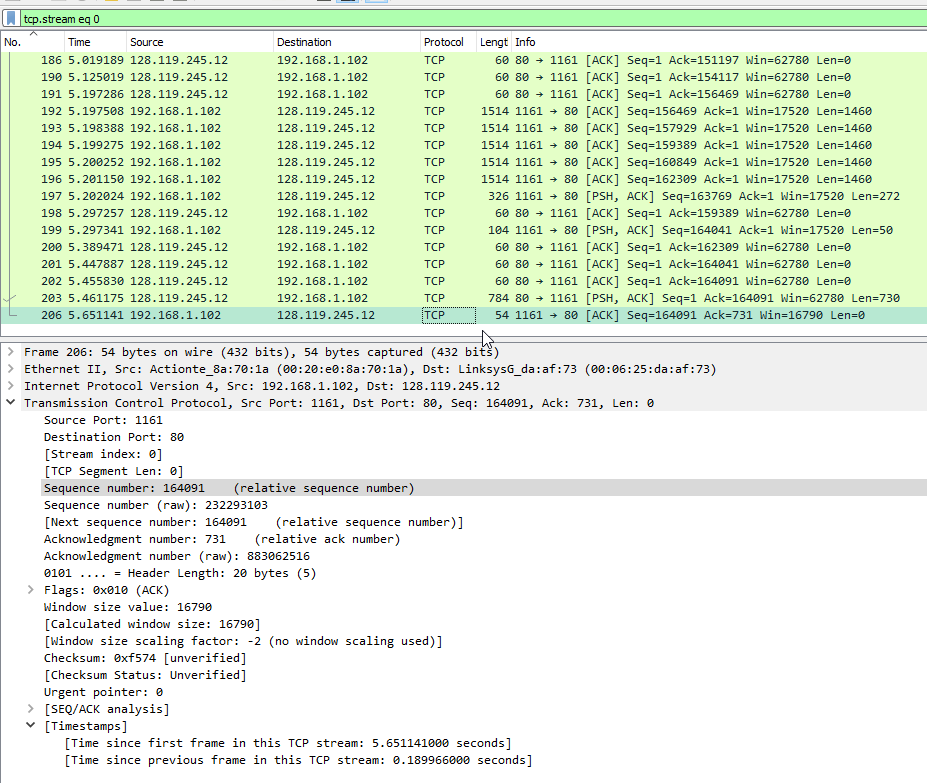 tcp.stream eq 0
No. Time Source Destination Protocol Lengt Info
186 5.019189 128.119.245.12 192.168.1.102 TCP 60 80 → 1161 [ACK] Seq=1 Ack=151197 Win=62780 Len=0
190 5.125019 128.119.245.12 192.168.1.102 TCP 60 80 → 1161 [ACK] Seq=1 Ack=154117 Win=62780 Len=0
191 5.197286 128.119.245.12 192.168.1.102 TCP 60 80 → 1161 [ACK] Seq=1 Ack=156469 Win=62780 Len=0
192 5.197508 192.168.1.102 128.119.245.12 TCP 1514 1161 → 80 [ACK] Seq=156469 Ack=1 Win=17520 Len=1460
193 5.198388 192.168.1.102 128.119.245.12 TCP 1514 1161 → 80 [ACK] Seq=157929 Ack=1 Win=17520 Len=1460
194 5.199275 192.168.1.102 128.119.245.12 TCP 1514 1161 → 80 [ACK] Seq=159389 Ack=1 Win=17520 Len=1460
195 5.200252 192.168.1.102 128.119.245.12 TCP 1514 1161 → 80 [ACK] Seq=160849 Ack=1 Win=17520 Len=1460
196 5.201150 192.168.1.102 128.119.245.12 TCP 1514 1161 → 80 [ACK] Seq=162309 Ack=1 Win=17520 Len=1460
197 5.202024 192.168.1.102 128.119.245.12 TCP 326 1161 → 80 [PSH, ACK] Seq=163769 Ack=1 Win=17520 Len=272
198 5.297257 128.119.245.12 192.168.1.102 TCP 60 80 → 1161 [ACK] Seq=1 Ack=159389 Win=62780 Len=0
199 5.297341 192.168.1.102 128.119.245.12 TCP 104 1161 → 80 [PSH, ACK] Seq=164041 Ack=1 Win=17520 Len=50
200 5.389471 128.119.245.12 192.168.1.102 TCP 60 80 → 1161 [ACK] Seq=1 Ack=162309 Win=62780 Len=0
201 5.447887 128.119.245.12 192.168.1.102 TCP 60 80 → 1161 [ACK] Seq=1 Ack=164041 Win=62780 Len=0
202 5.455830 128.119.245.12 192.168.1.102 TCP 60 80 → 1161 [ACK] Seq=1 Ack=164091 Win=62780 Len=0
203 5.461175 128.119.245.12 192.168.1.102 TCP 784 80 → 1161 [PSH, ACK] Seq=1 Ack=164091 Win=62780 Len=730
206 5.651141 192.168.1.102 128.119.245.12 TCP 54 1161 → 80 [ACK] Seq=164091 Ack=731 Win=16790 Len=0
Frame 206: 54 bytes on wire (432 bits), 54 bytes captured (432 bits)
Ethernet II, Src: Actionte_8a:70:1a (00:20:e0:8a:70:1a), Dst: LinksysG_da:af:73 (00:06:25:da:af:73)
Internet Protocol Version 4, Src: 192.168.1.102, Dst: 128.119.245.12
Transmission Control Protocol, Src Port: 1161, Dst Port: 80, Seq: 164091, Ack: 731, Len: 0
Source Port: 1161
Destination Port: 80
[Stream index: 0]
[TCP Segment Len: 0]
Sequence number: 164091    (relative sequence number)
Sequence number (raw): 232293103
[Next sequence number: 164091    (relative sequence number)]
Acknowledgment number: 731    (relative ack number)
Acknowledgment number (raw): 883062516
0101 .... = Header Length: 20 bytes (5)
Flags: 0x010 (ACK)
Window size value: 16790
[Calculated window size: 16790]
[Window size scaling factor: -2 (no window scaling used)]
Checksum: 0xf574 [unverified]
[Checksum Status: Unverified]
Urgent pointer: 0
[SEQ/ACK analysis]
[Timestamps]
[Time since first frame in this TCP stream: 5.651141000 seconds]
[Time since previous frame in this TCP stream: 0.189966000 seconds]